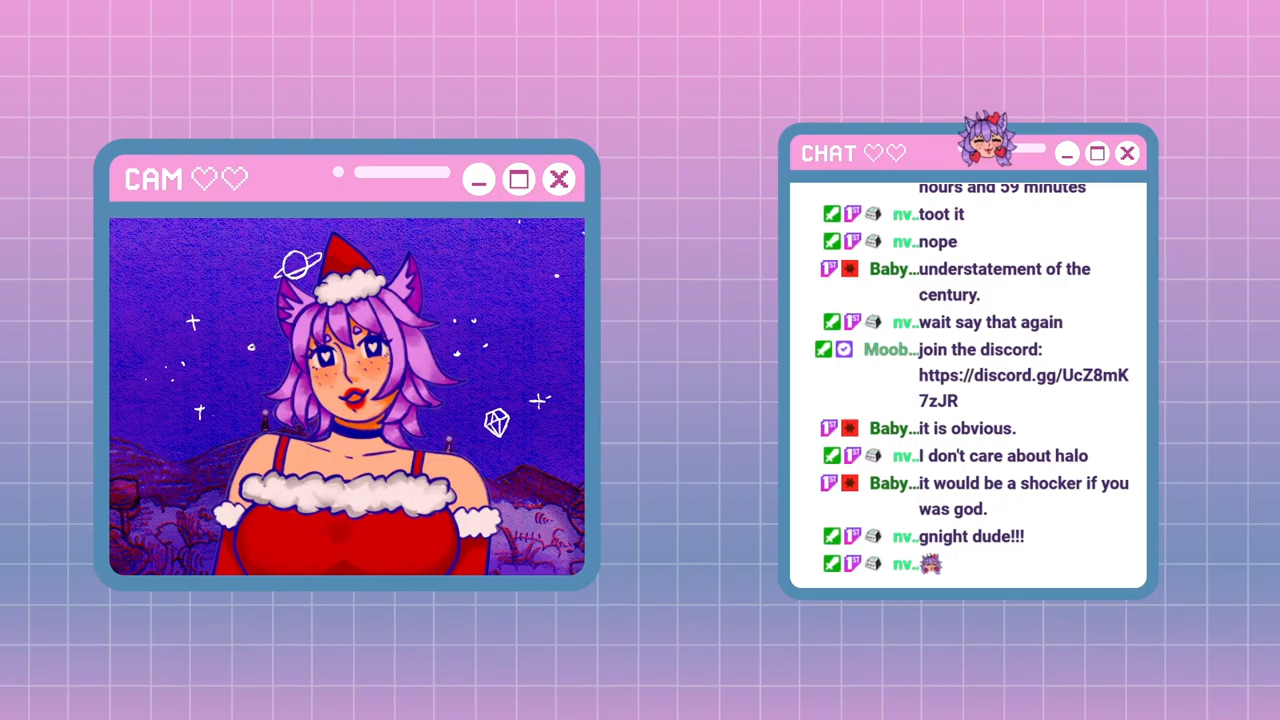 CAM
CHAT
hours and 59 minutes
nv..toot it
nv..nope
Baby...understatement of the
century.
nv..wait say that again
Moob...join the discord:
https://discord.gg/UcZ8mK
7zJR
Baby...it is obvious.
nv..I don't care about halo
Baby...it would be a shocker if you
was god.
nv..gnight dude!!!
nv..